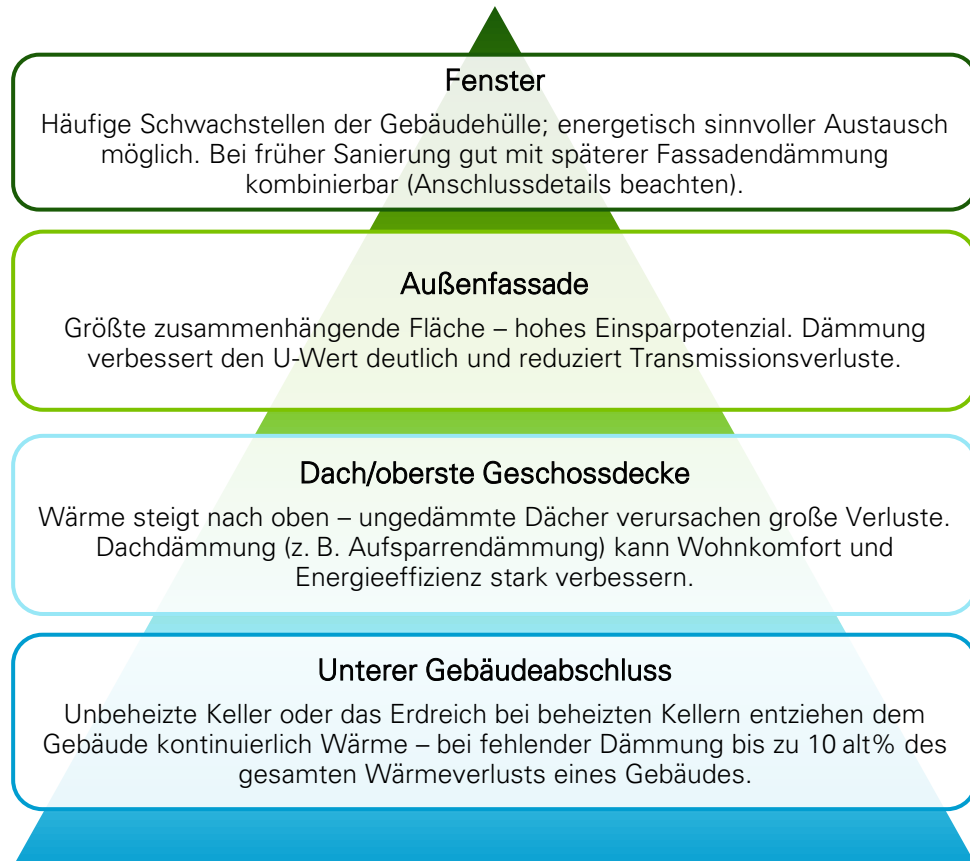 Fenster
Häufige Schwachstellen der Gebäudehülle; energetisch sinnvoller Austausch
möglich. Bei früher Sanierung gut mit späterer Fassadendämmung
kombinierbar (Anschlussdetails beachten).
Außenfassade
Größte zusammenhängende Fläche – hohes Einsparpotenzial. Dämmung
verbessert den U-Wert deutlich und reduziert Transmissionsverluste.
Dach/oberste Geschossdecke
Wärme steigt nach oben – ungedämmte Dächer verursachen große Verluste.
Dachdämmung (z. B. Aufsparrendämmung) kann Wohnkomfort und
Energieeffizienz stark verbessern.
Unterer Gebäudeabschluss
Unbeheizte Keller oder das Erdreich bei beheizten Kellern entziehen dem
Gebäude kontinuierlich Wärme – bei fehlender Dämmung bis zu 10 alt% des
gesamten Wärmeverlusts eines Gebäudes.